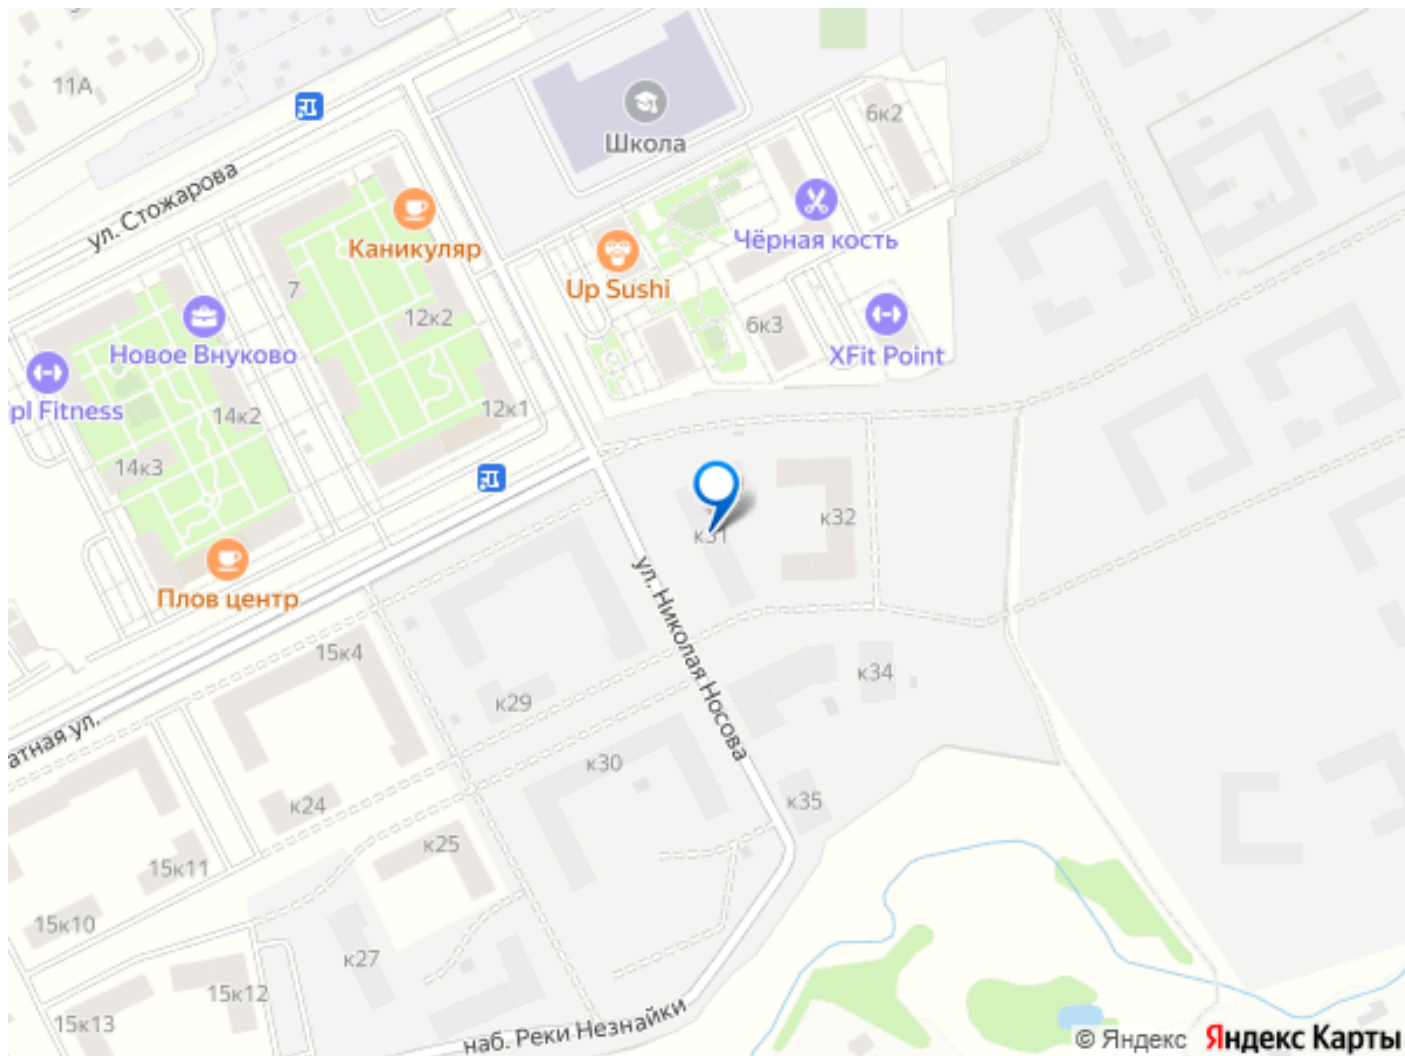 11А
Школа
6к2
ул. Стожарова
Каникуляр
Чёрная кость
Up Sushi
7
12к2
6к3
Новое Внуково
XFit Point
pl Fitness
14к2
12к1
14к3
к31
к32
Плов центр
ул. Николая Носова
15к4
к34
к29
атная ул.
к30
к24
к35
к25
15к11
15к10
к27
15к12
15к13
наб. Реки Незнайки
© Яндекс Яндекс Карты